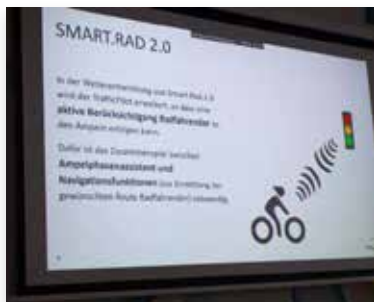 SMART.RAD 2.0
In der Weiterentwicklung von Smart.Rad 2.0
wird der TrafficPilot erweitert, so dass eine
aktive Berücksichtigung Radfahrender an
den Ampeln erfolgen kann.
Dafür ist das Zusammenspiel zwischen
Ampelphasenassistent und
Navigationsfunktionen (zur Ermittlung der
gewünschten Route Radfahrender) notwendig.